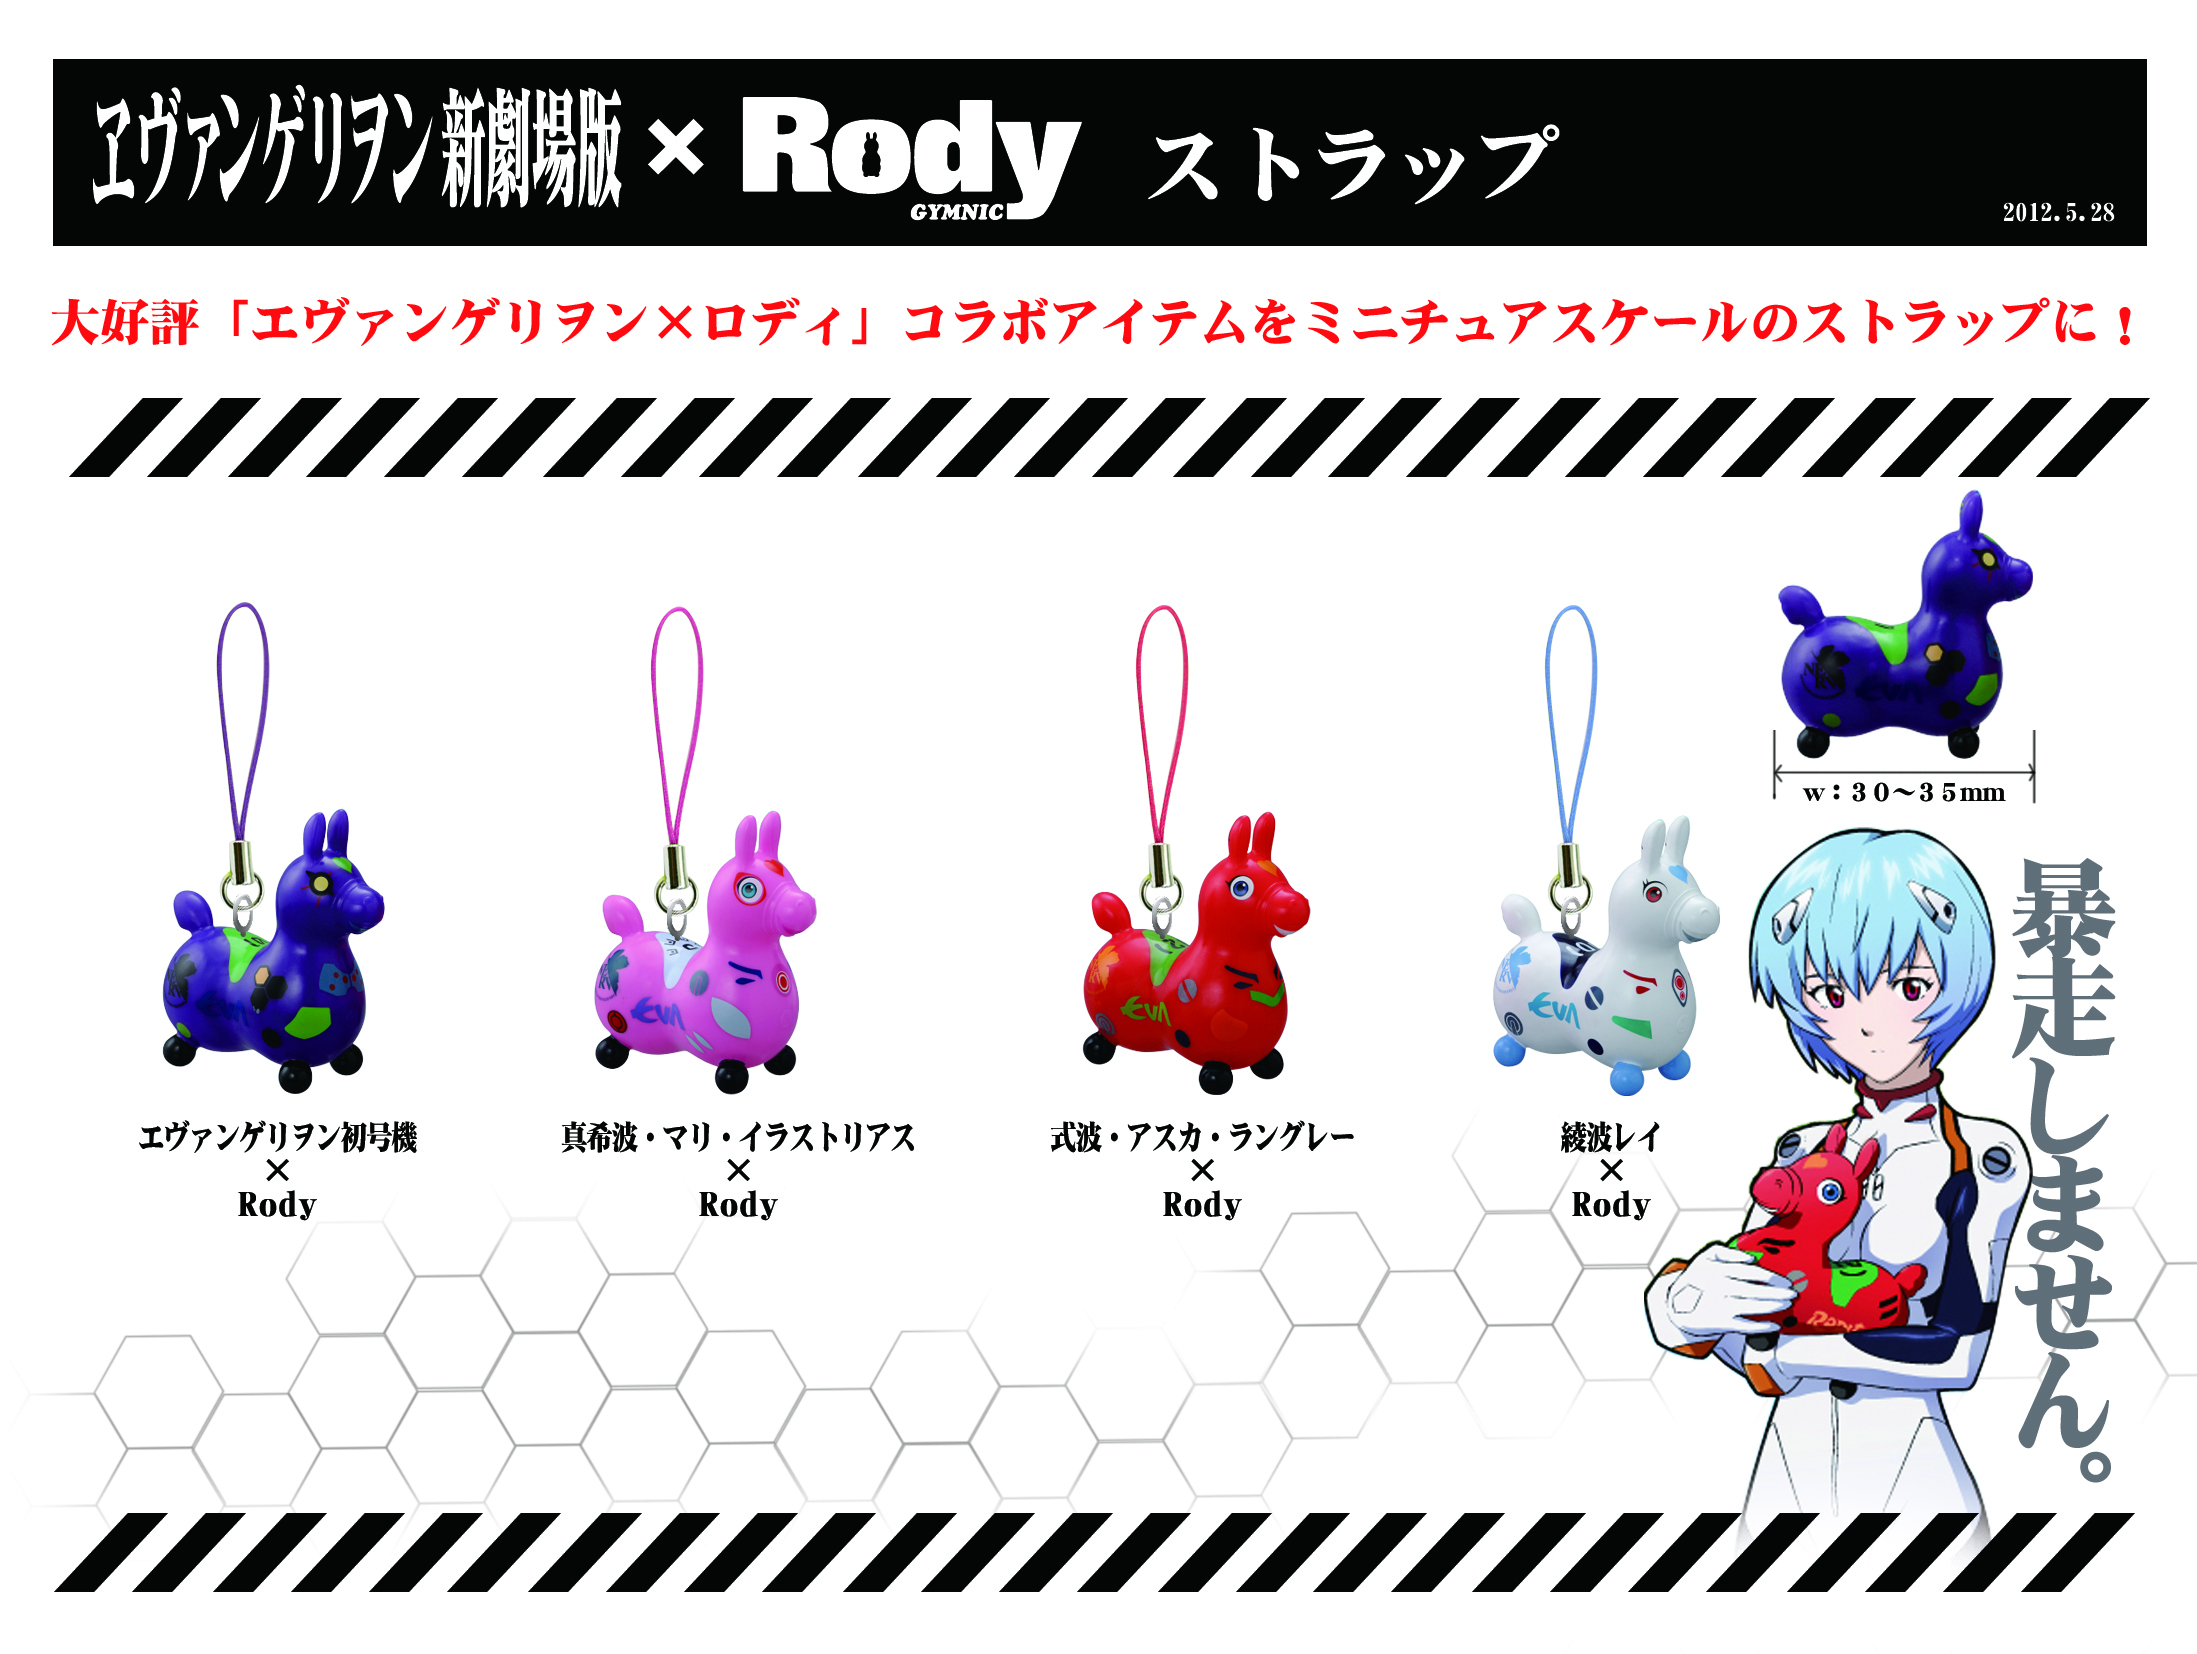 ヱヴァンゲリヲン新劇場版×Rody ストラップ
GYMNIC
2012.5.28
大好評「エヴァンゲリヲン×ロディ」コラボアイテムをミニチュアスケールのストラップに！
w：30～35mm
エヴァンゲリヲン初号機
×
Rody
真希波・マリ・イラストリアス
×
Rody
式波・アスカ・ラングレー
×
Rody
綾波レイ
×
Rody
暴走しません。
EVA
EVA
EVA